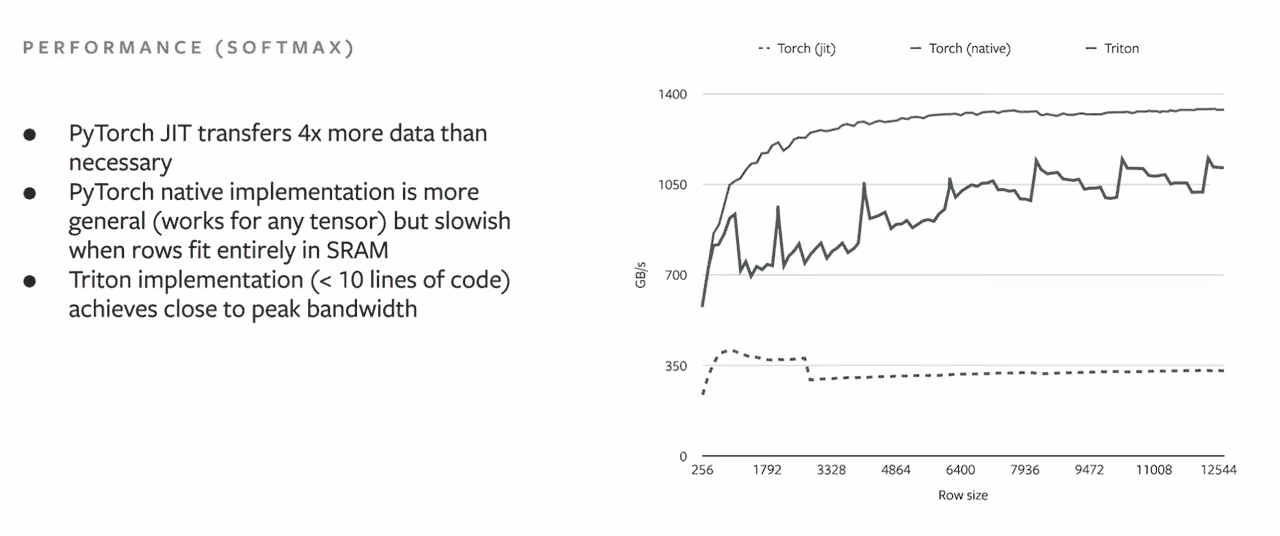 PERFORMANCE (SOFTMAX)
● PyTorch JIT transfers 4x more data than
necessary
● PyTorch native implementation is more
general (works for any tensor) but slowish
when rows fit entirely in SRAM
● Triton implementation (< 10 lines of code)
achieves close to peak bandwidth
Torch (jit) Torch (native) Triton
1400
1050
700
350
0
GB/s
256 1792 3328 4864 6400 7936 9472 11008 12544
Row size